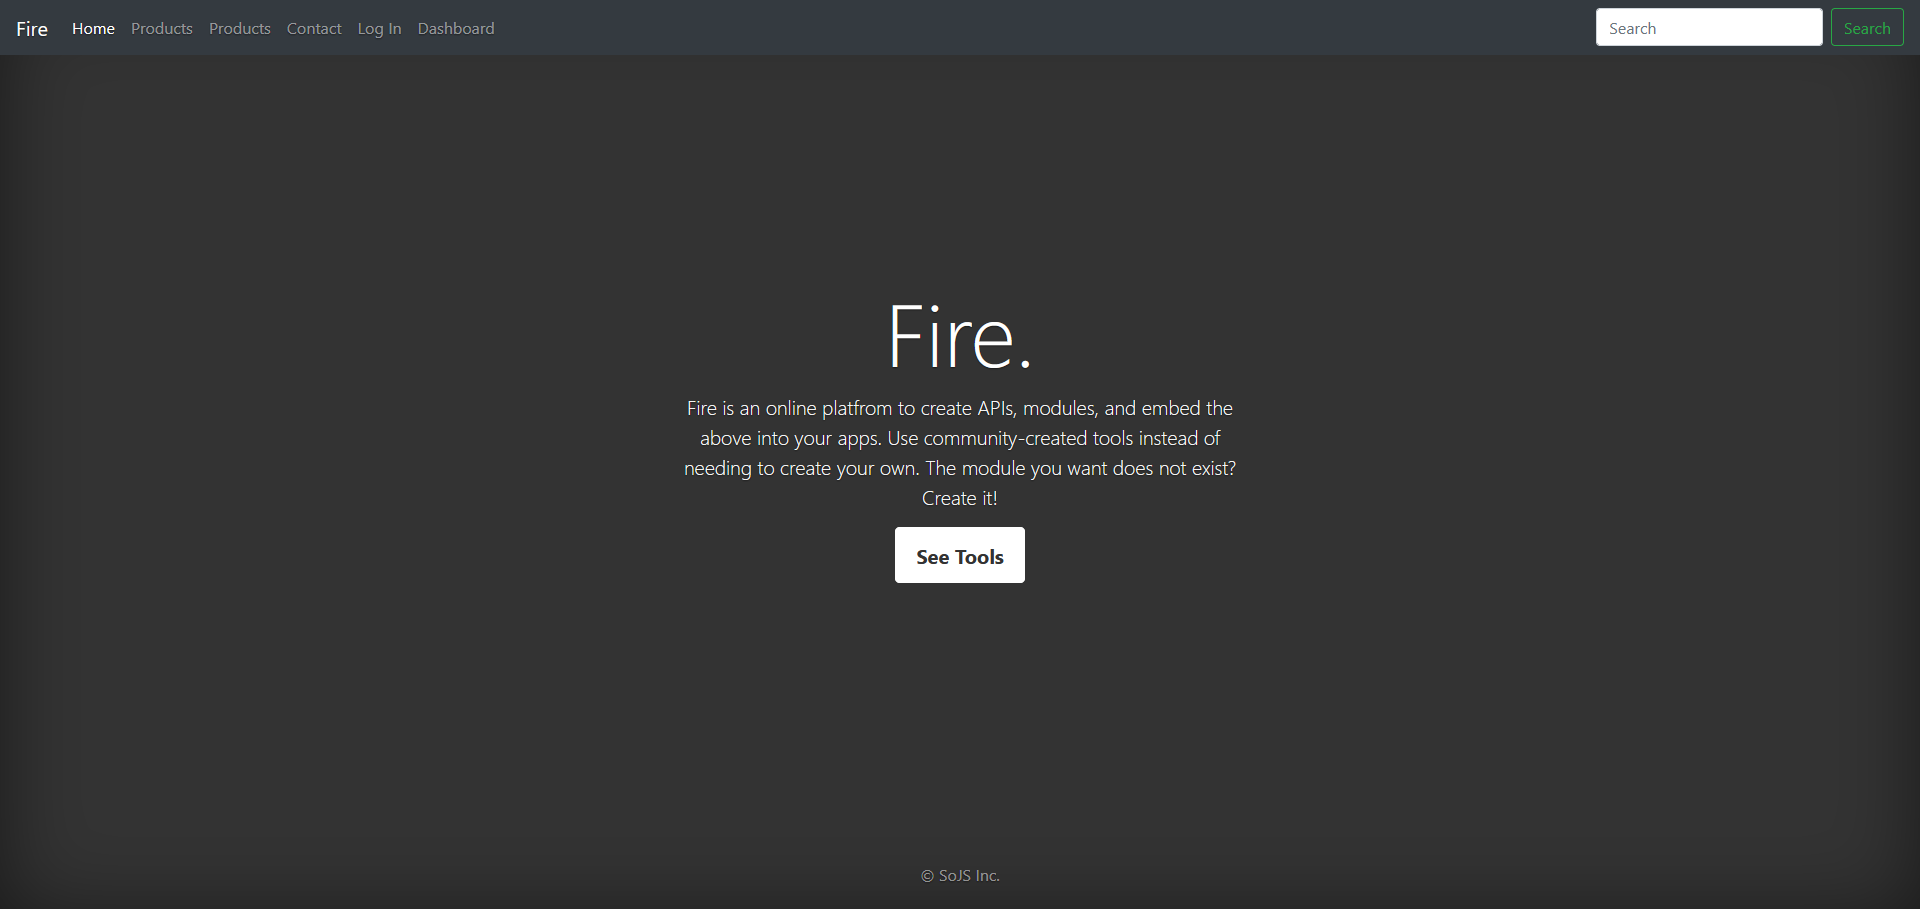 Fire Home Products Products Contact Log In Dashboard Search Search
Fire.
Fire is an online platfrom to create APIs, modules, and embed the
above into your apps. Use community-created tools instead of
needing to create your own. The module you want does not exist?
Create it!
See Tools
© SoJS Inc.